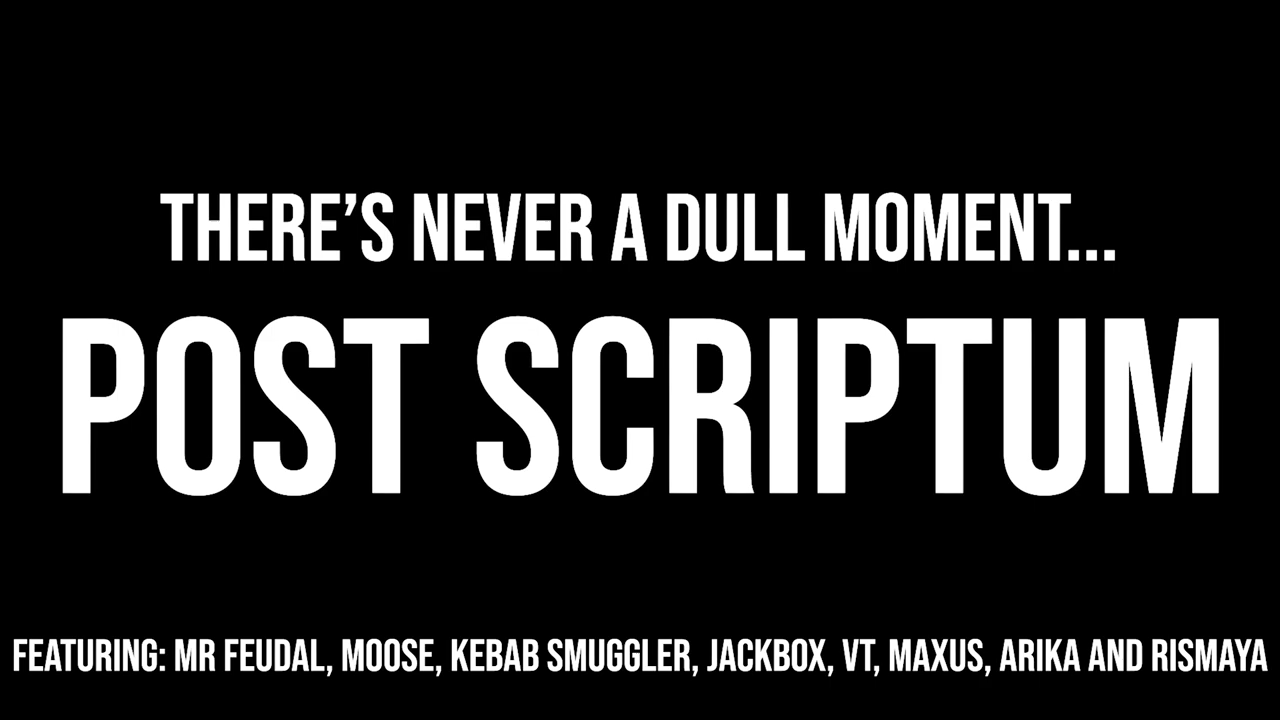 THERE’S NEVER A DULL MOMENT...
POST SCRIPTUM
FEATURING: MR FEUDAL, MOOSE, KEBAB SMUGGLER, JACKBOX, VT, MAXUS, ARIKA AND RISMAYA